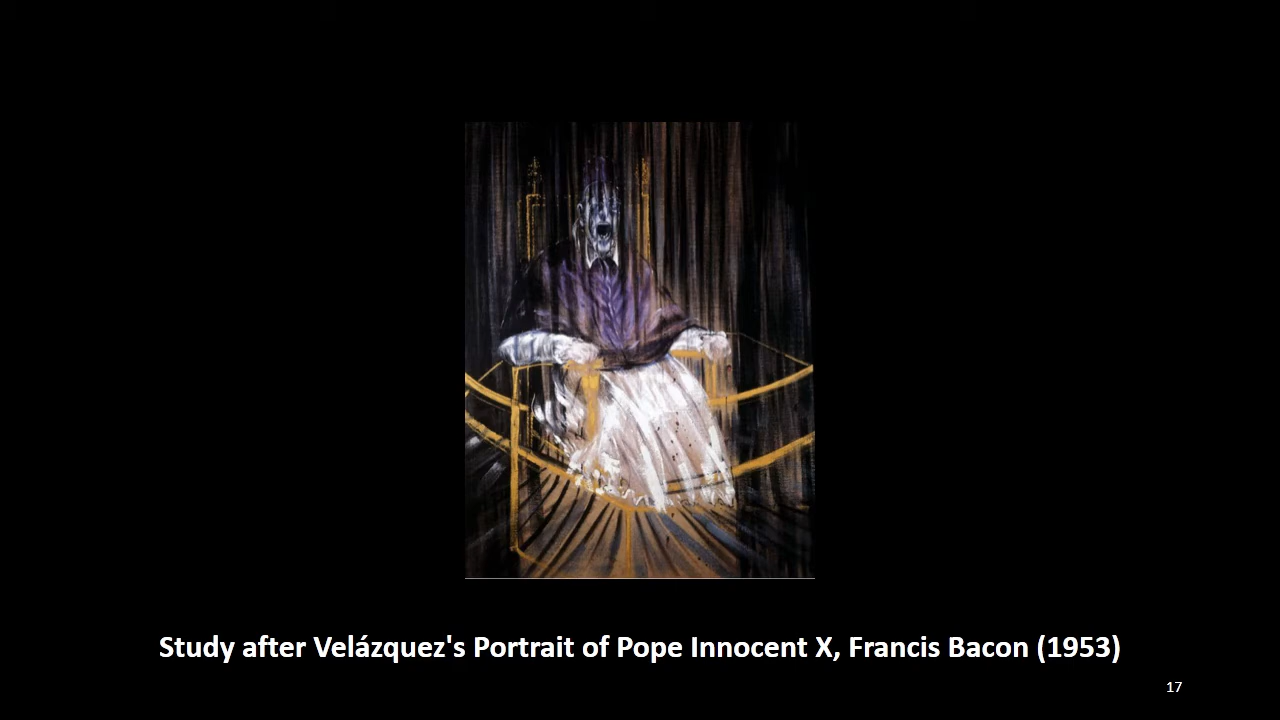 Study after Velázquez's Portrait of Pope Innocent X, Francis Bacon (1953)
17